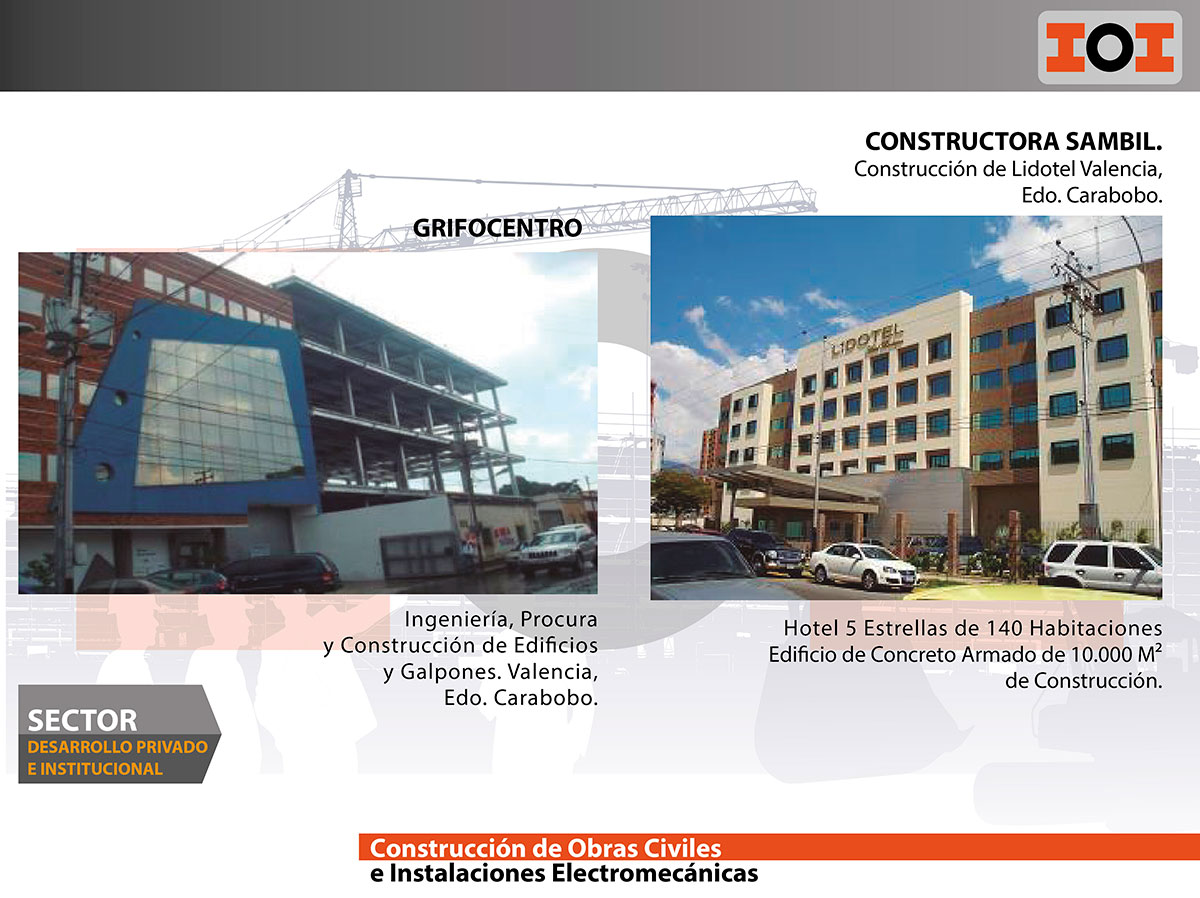 IOI
CONSTRUCTORA SAMBIL.
Construcción de Lidotel Valencia,
Edo. Carabobo.
GRIFOCENTRO
LIDOTEL
Ingeniería, Procura
y Construcción de Edificios
y Galpones. Valencia,
Edo. Carabobo.
Hotel 5 Estrellas de 140 Habitaciones
Edificio de Concreto Armado de 10.000 M²
de Construcción.
SECTOR
DESARROLLO PRIVADO
E INSTITUCIONAL
Construcción de Obras Civiles
e Instalaciones Electromecánicas